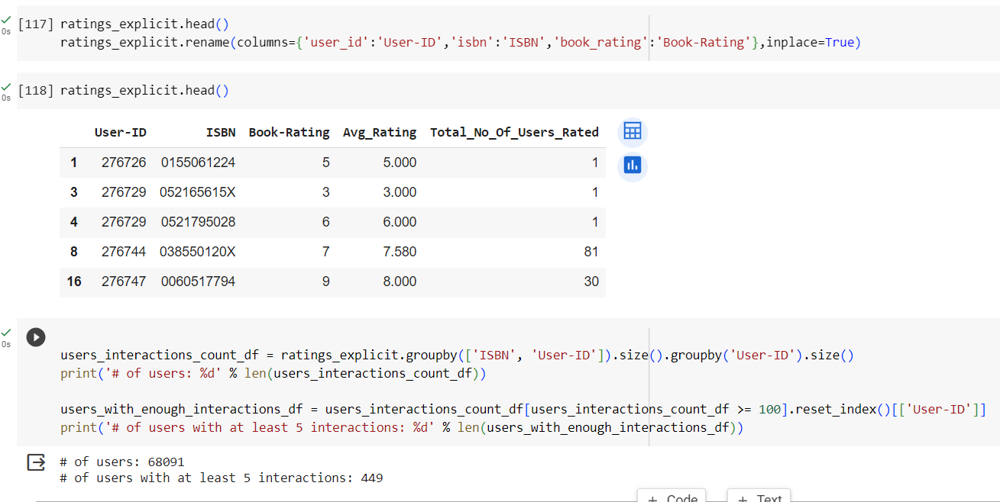 [117] ratings_explicit.head()
0s
ratings_explicit.rename(columns={'user_id':'User-ID','isbn':'ISBN','book_rating':'Book-Rating'},inplace=True)
[118] ratings_explicit.head()
0s
User-ID ISBN Book-Rating Avg_Rating Total_No_Of_Users_Rated
1 276726 0155061224 5 5.000 1
3 276729 052165615X 3 3.000 1
4 276729 0521795028 6 6.000 1
8 276744 038550120X 7 7.580 81
16 276747 0060517794 9 8.000 30
0s
users_interactions_count_df = ratings_explicit.groupby(['ISBN', 'User-ID']).size().groupby('User-ID').size()
print('# of users: %d' % len(users_interactions_count_df))
users_with_enough_interactions_df = users_interactions_count_df[users_interactions_count_df >= 100].reset_index()[['User-ID']]
print('# of users with at least 5 interactions: %d' % len(users_with_enough_interactions_df))
# of users: 68091
# of users with at least 5 interactions: 449
+ Code + Text